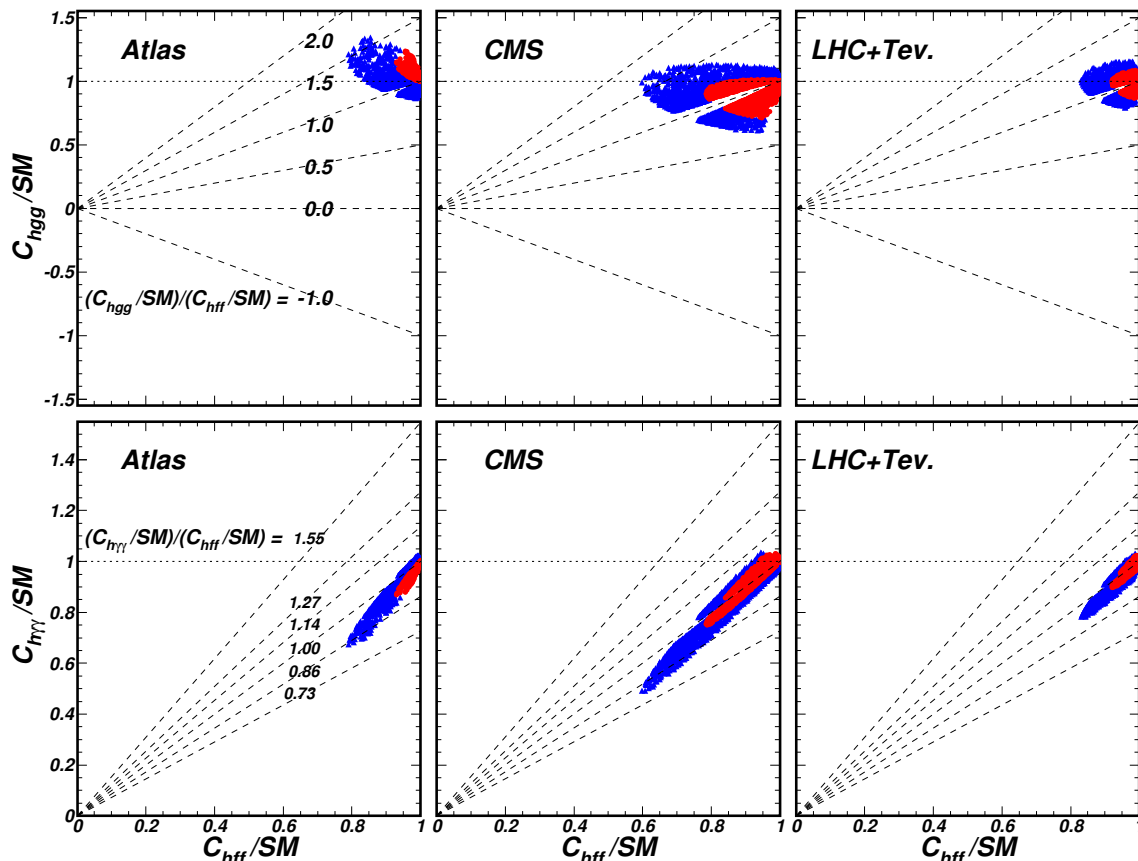 Atlas
CMS
LHC+Tev.
1.5
1
0.5
0
-0.5
-1
-1.5
C_hgg/SM
2.0
1.5
1.0
0.5
0.0
(C_hgg/SM)/(C_hff/SM) = -1.0
Atlas
CMS
LHC+Tev.
1.4
1.2
1
0.8
0.6
0.4
0.2
0
C_hγγ/SM
(C_hγγ/SM)/(C_hff/SM) = 1.55
1.27
1.14
1.00
0.86
0.73
0 0.2 0.4 0.6 0.8 1
0 0.2 0.4 0.6 0.8 1
0 0.2 0.4 0.6 0.8 1
C_hff/SM
C_hff/SM
C_hff/SM